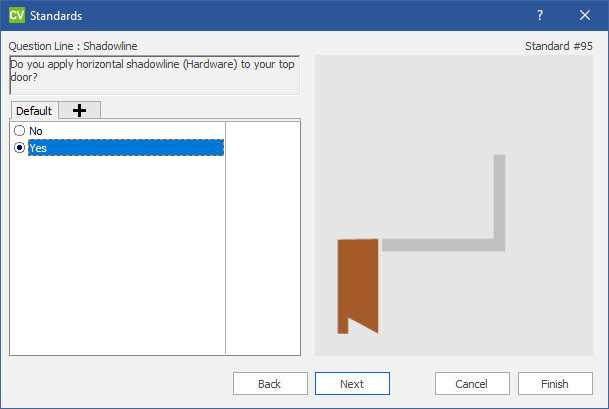 CV Standards ?
Question Line : Shadowline Standard #95
Do you apply horizontal shadowline (Hardware) to your top
door?
Default +
No
Yes
Back Next Cancel Finish